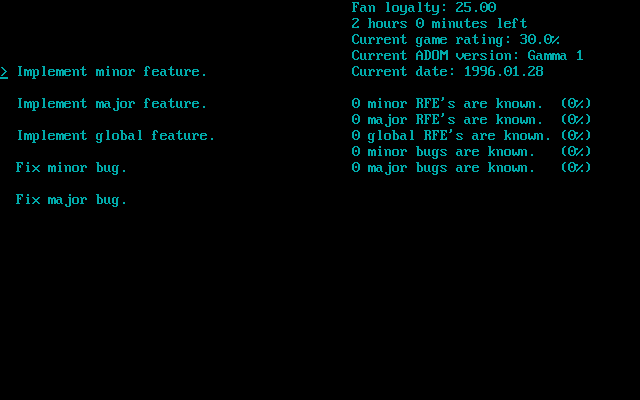 Fan loyalty: 25.00
2 hours 0 minutes left
Current game rating: 30.0%
Current ADOM version: Gamma 1
> Implement minor feature. Current date: 1996.01.28
Implement major feature. 0 minor RFE's are known. (0%)
0 major RFE's are known. (0%)
Implement global feature. 0 global RFE's are known. (0%)
0 minor bugs are known. (0%)
Fix minor bug. 0 major bugs are known. (0%)
Fix major bug.